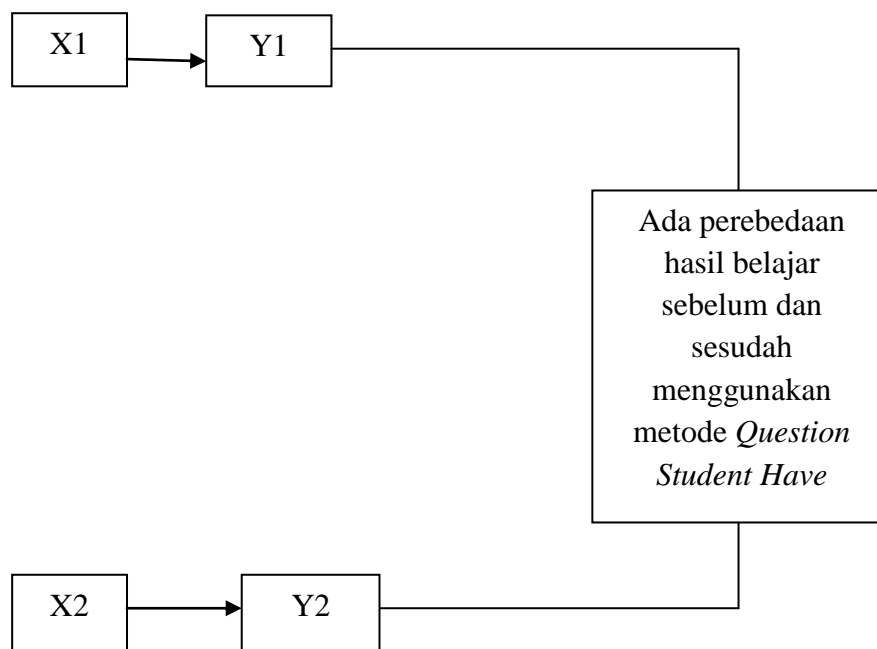 X1
Y1
Ada perebedaan
hasil belajar
sebelum dan
sesudah
menggunakan
metode Question
Student Have
X2
Y2